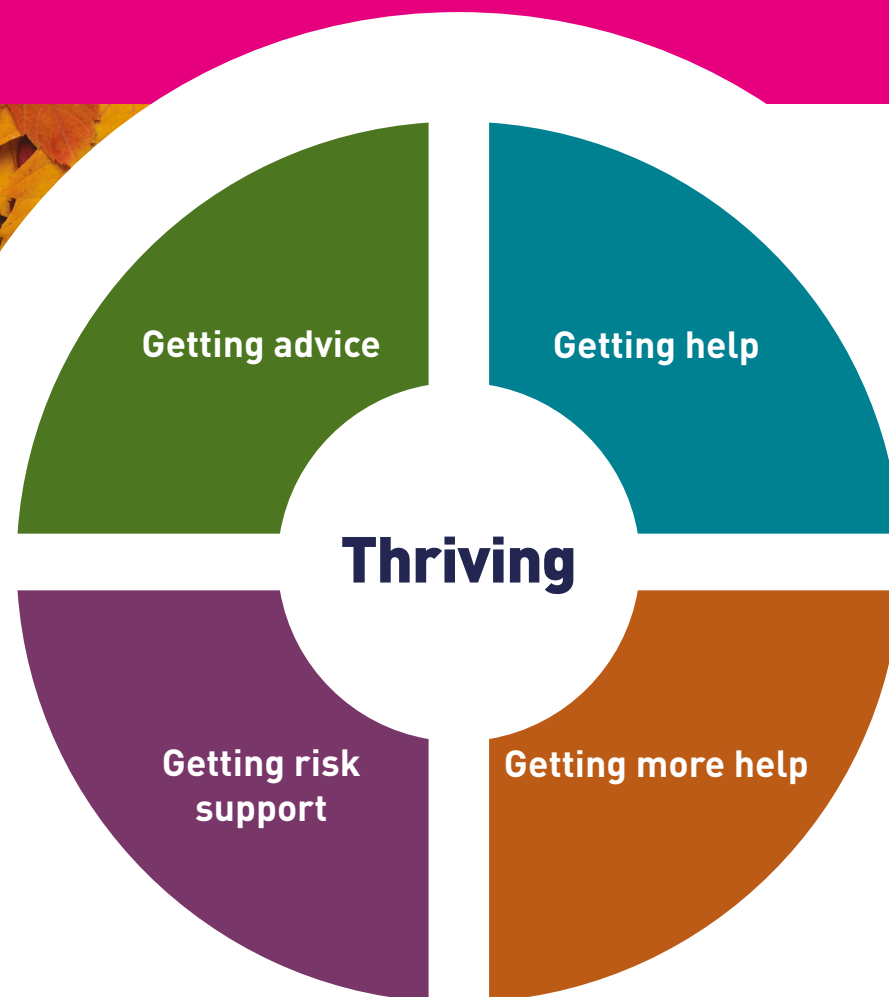 Getting advice
Getting help
Thriving
Getting risk
support
Getting more help